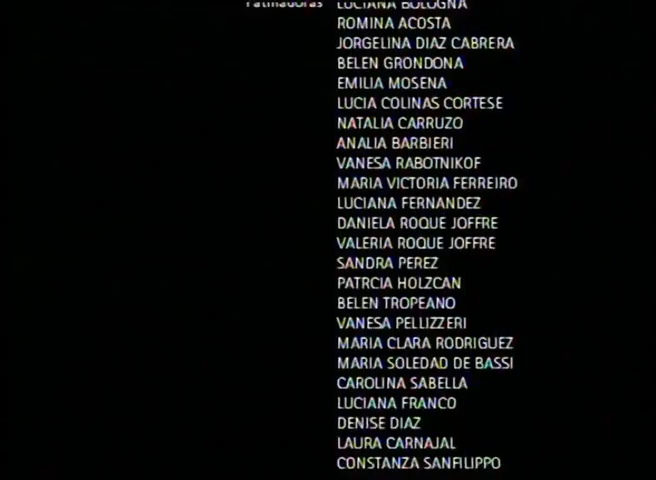 Patinadoras LUCIANA BOLOGNA
ROMINA ACOSTA
JORGELINA DIAZ CABRERA
BELEN GRONDONA
EMILIA MOSENA
LUCIA COLINAS CORTESE
NATALIA CARRUZO
ANALIA BARBIERI
VANESA RABOTNIKOF
MARIA VICTORIA FERREIRO
LUCIANA FERNANDEZ
DANIELA ROQUE JOFFRE
VALERIA ROQUE JOFFRE
SANDRA PEREZ
PATRCIA HOLZCAN
BELEN TROPEANO
VANESA PELLIZZERI
MARIA CLARA RODRIGUEZ
MARIA SOLEDAD DE BASSI
CAROLINA SABELLA
LUCIANA FRANCO
DENISE DIAZ
LAURA CARNAJAL
CONSTANZA SANFILIPPO